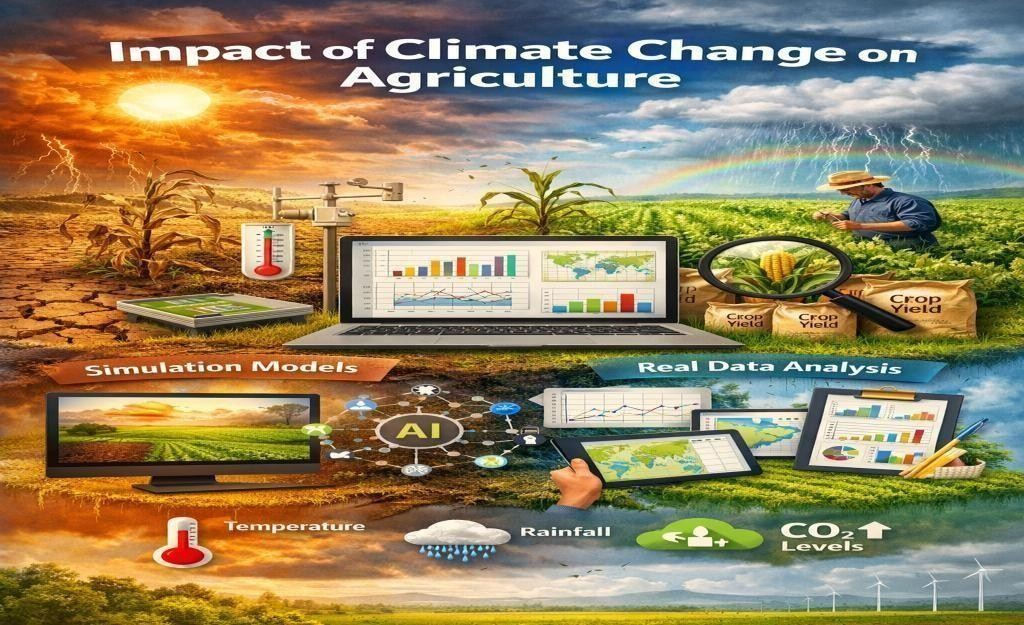 Impact of Climate Change on
Agriculture
Crop
Yield
Crop
Yield
Crop
Yield
Simulation Models
Real Data Analysis
AI
Temperature
Rainfall
CO₂
Levels